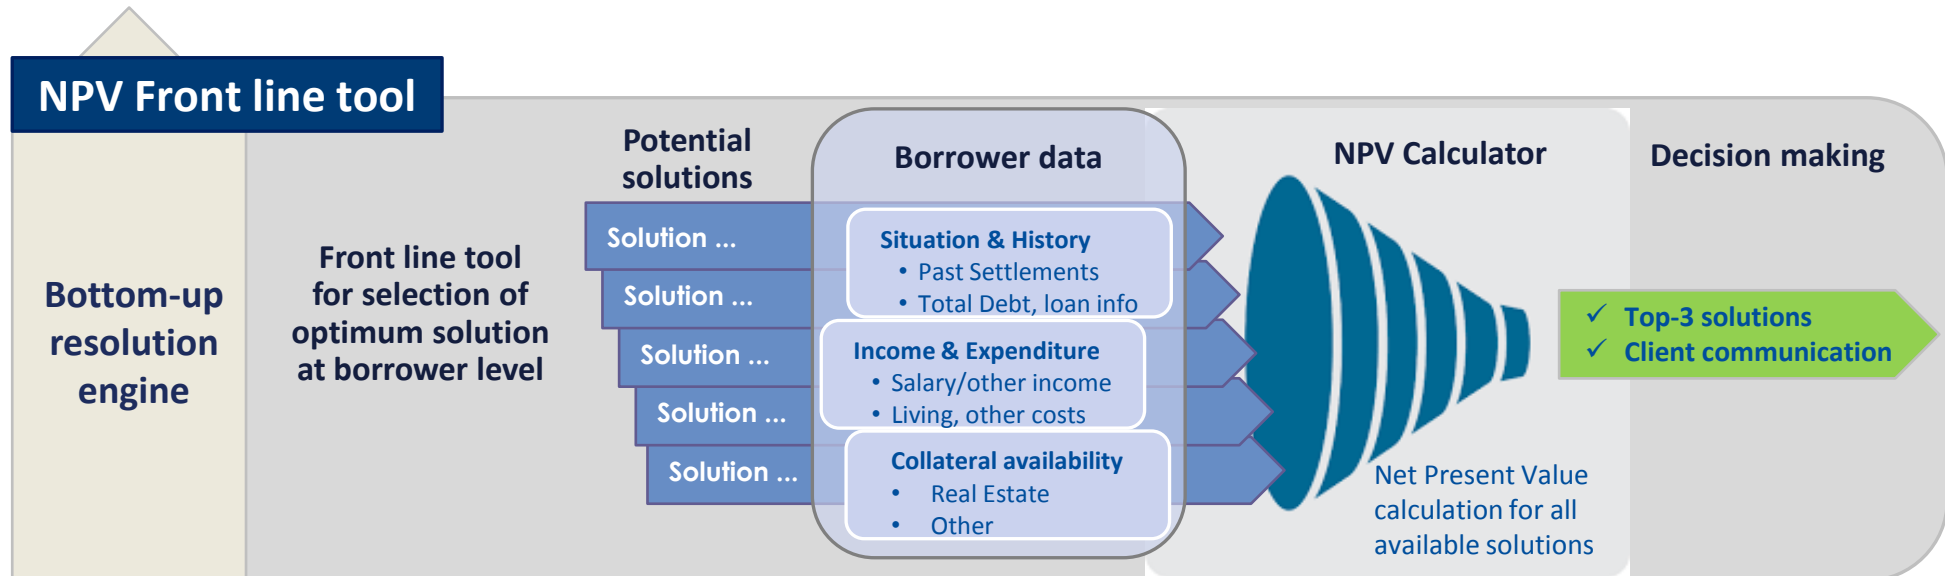 NPV Front line tool
Bottom-up
resolution
engine
Front line tool
for selection of
optimum solution
at borrower level
Potential
solutions
Solution ...
Solution ...
Solution ...
Solution ...
Solution ...
Borrower data
Situation & History
• Past Settlements
• Total Debt, loan info
Income & Expenditure
• Salary/other income
• Living, other costs
Collateral availability
• Real Estate
• Other
NPV Calculator
Net Present Value
calculation for all
available solutions
Decision making
✓ Top-3 solutions
✓ Client communication